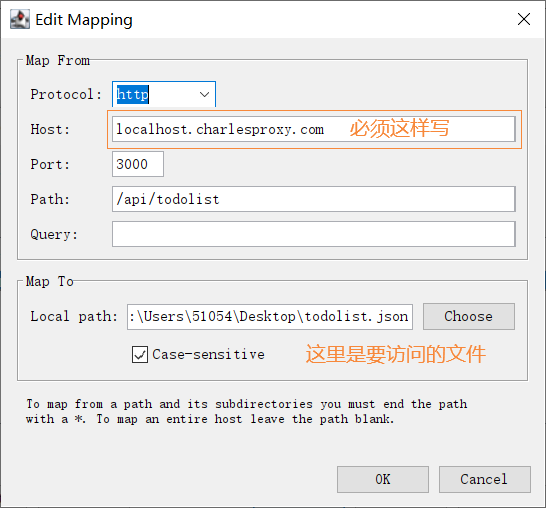 Edit Mapping
Map From
Protocol: http
Host: localhost.charlesproxy.com 必须这样写
Port: 3000
Path: /api/todolist
Query:
Map To
Local path: :\Users\51054\Desktop\todolist.json Choose
Case-sensitive 这里是要访问的文件
To map from a path and its subdirectories you must end the path
with a *. To map an entire host leave the path blank.
OK Cancel